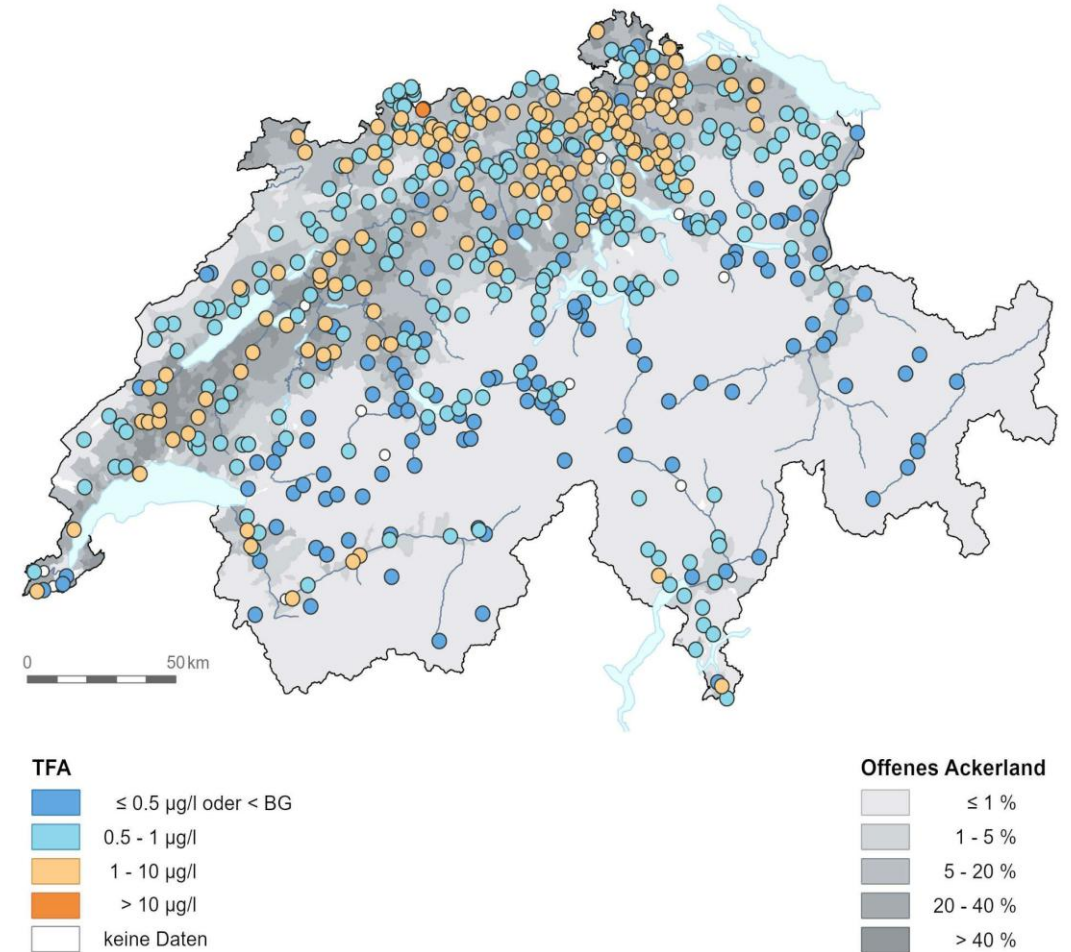 0 50 km
TFA
≤ 0.5 µg/l oder < BG
0.5 - 1 µg/l
1 - 10 µg/l
> 10 µg/l
keine Daten
Offenes Ackerland
≤ 1 %
1 - 5 %
5 - 20 %
20 - 40 %
> 40 %